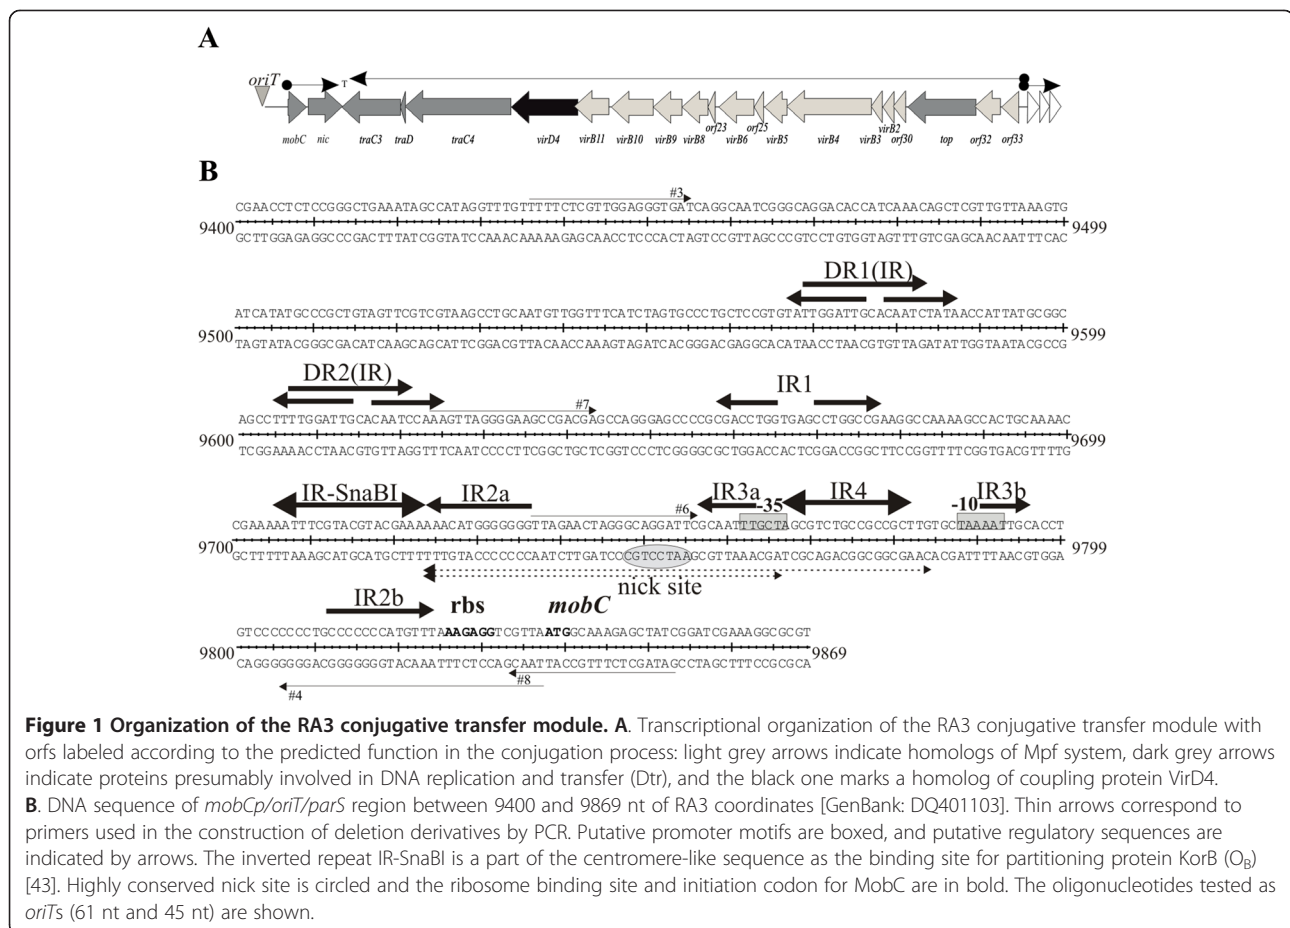 A
oriT
T
mobC nic traC3 traD traC4 virD4 virB11 virB10 virB9 virB8 orf23 virB6 orf25 virB5 virB4 virB3 virB2 orf30 top orf32 orf33
B
#3
CGAACCTCTCCGGGCTGAAATAGCCATAGGTTTGTTTTTCTCGTTGGAGGGTGATCAGGCAATCGGGCAGGACACCATCAAACAGCTCGTTGTTAAAGTG
9400 9499
GCTTGGAGAGGCCCGACTTTATCGGTATCCAAACAAAAAGAGCAACCTCCCACTAGTCCGTTAGCCCGTCCTGTGGTAGTTTGTCGAGCAACAATTTCAC
DR1(IR)
ATCATATGCCCGCTGTAGTTCGTCGTAAGCCTGCAATGTTGGTTTCATCTAGTGCCCTGCTCCGTGTATTGGATTGCACAATCTATAACCATTATGCGGC
9500 9599
TAGTATACGGGCGACATCAAGCAGCATTCGGACGTTACAACCAAAGTAGATCACGGGACGAGGCACATAACCTAACGTGTTAGATATTGGTAATACGCCG
DR2(IR) IR1
#7
AGCCTTTTGGATTGCACAATCCAAAGTTAGGGGAAGCCGACGAGCCAGGGAGCCCCGCGACCTGGTGAGCCTGGCCGAAGGCCAAAAGCCACTGCAAAAC
9600 9699
TCGGAAAACCTAACGTGTTAGGTTTCAATCCCCTTCGGCTGCTCGGTCCCTCGGGGCGCTGGACCACTCGGACCGGCTTCCGGTTTTCGGTGACGTTTTG
IR-SnaBI IR2a IR3a IR4 IR3b
#6 -35 -10
CGAAAAATTTCGTACGTACGAAAAAACATGGGGGGGTTAGAACTAGGGCAGGATTCGCAATTTGCTAGCGTCTGCCGCCGCTTGTGCTAAAATTGCACCT
9700 9799
GCTTTTTAAAGCATGCATGCTTTTTTGTACCCCCCCAATCTTGATCCCGTCCTAAGCGTTAAACGATCGCAGACGGCGGCGAACACGATTTTAACGTGGA
nick site
IR2b rbs mobC
GTCCCCCCCTGCCCCCCCATGTTTAAAGAGGTCGTTAATGGCAAAGAGCTATCGGATCGAAAGGCGCGT
9800 9869
CAGGGGGGGACGGGGGGGTACAAATTTCTCCAGCAATTACCGTTTCTCGATAGCCTAGCTTTCCGCGCA
#8
#4
Figure 1 Organization of the RA3 conjugative transfer module. A. Transcriptional organization of the RA3 conjugative transfer module with
orfs labeled according to the predicted function in the conjugation process: light grey arrows indicate homologs of Mpf system, dark grey arrows
indicate proteins presumably involved in DNA replication and transfer (Dtr), and the black one marks a homolog of coupling protein VirD4.
B. DNA sequence of mobCp/oriT/parS region between 9400 and 9869 nt of RA3 coordinates [GenBank: DQ401103]. Thin arrows correspond to
primers used in the construction of deletion derivatives by PCR. Putative promoter motifs are boxed, and putative regulatory sequences are
indicated by arrows. The inverted repeat IR-SnaBI is a part of the centromere-like sequence as the binding site for partitioning protein KorB (OB)
[43]. Highly conserved nick site is circled and the ribosome binding site and initiation codon for MobC are in bold. The oligonucleotides tested as
oriTs (61 nt and 45 nt) are shown.